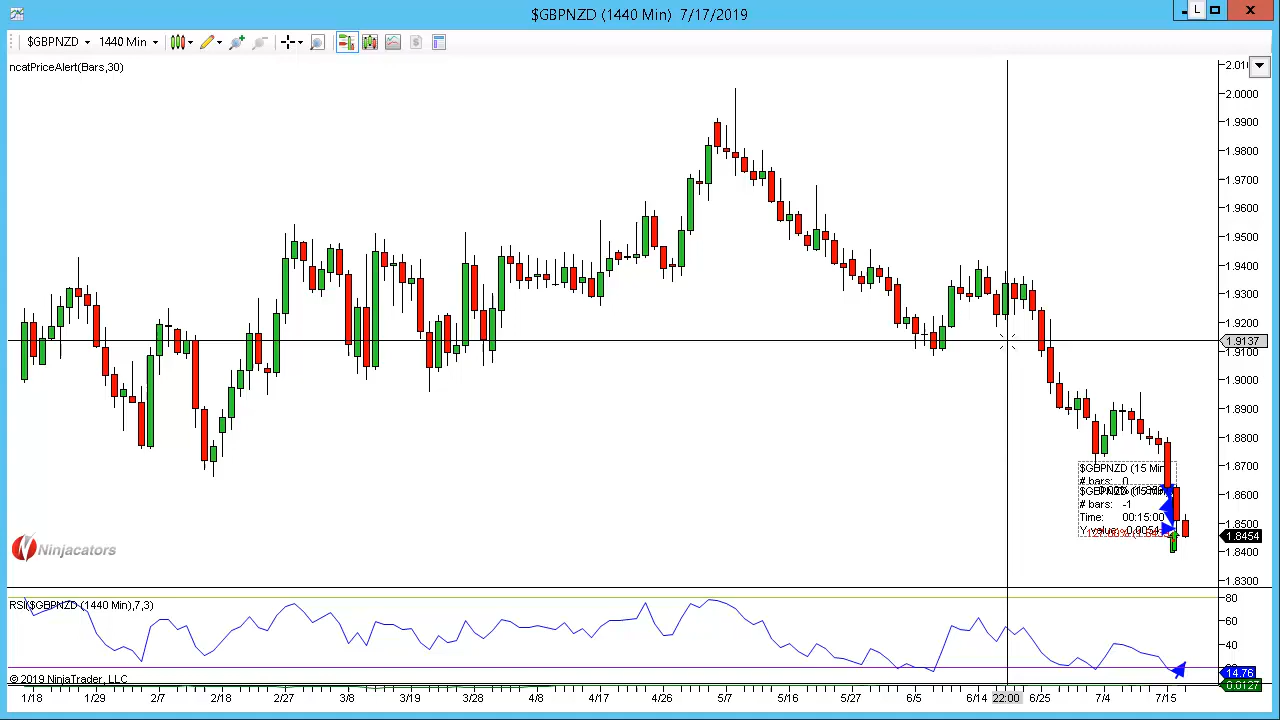 $GBPNZD (1440 Min)  7/17/2019
L
$GBPNZD 1440 Min
ncatPriceAlert(Bars,30)
2.0000
1.9900
1.9800
1.9700
1.9600
1.9500
1.9400
1.9300
1.9200
1.9137
1.9100
1.9000
1.8900
1.8800
1.8700
1.8600
1.8500
1.8454
1.8400
1.8300
$GBPNZD (15 Min
# bars: 0
# bars: -1
Time: 00:15:00
Y value:
Ninjacators
RSI($GBPNZD (1440 Min),7,3)
80
60
40
14.76
0.0127
© 2019 NinjaTrader, LLC
1/18 1/29 2/7 2/18 2/27 3/8 3/19 3/28 4/8 4/17 4/26 5/7 5/16 5/27 6/5 6/14 22:00 6/25 7/4 7/15